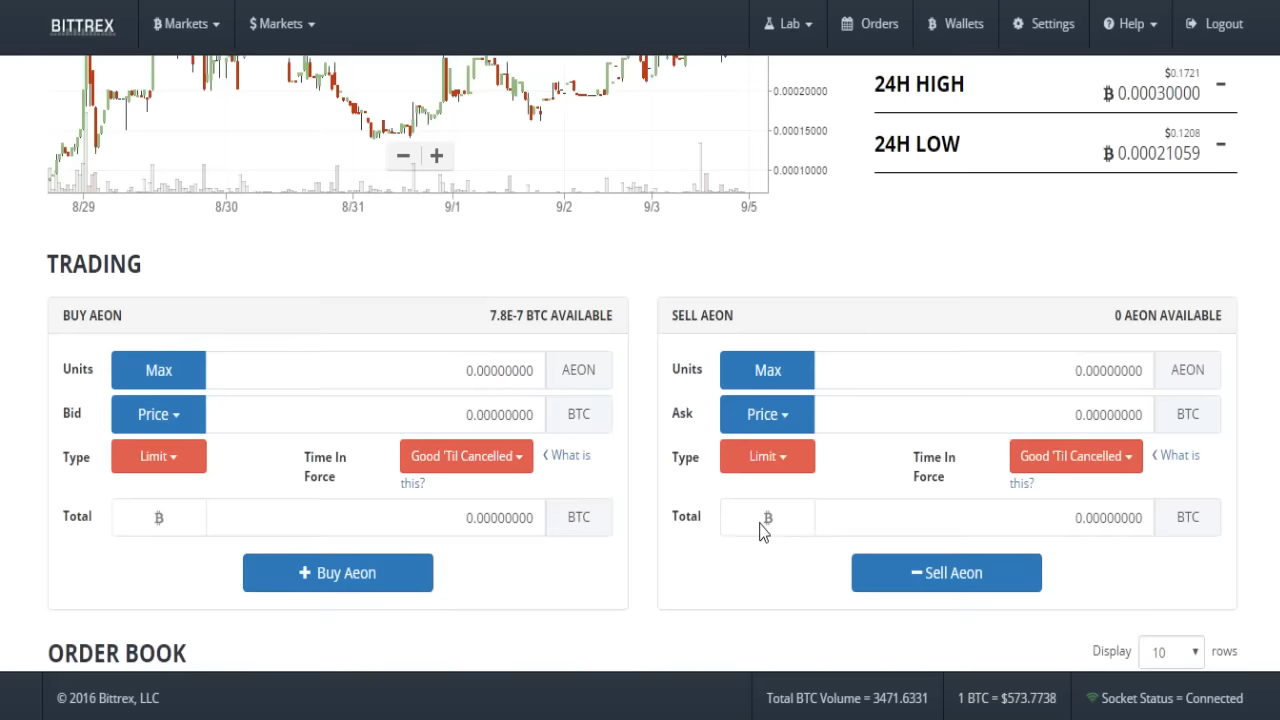 BITTREX ₿ Markets $ Markets Lab Orders ₿ Wallets Settings Help Logout
24H HIGH $0.1721
₿ 0.00030000
24H LOW $0.1208
₿ 0.00021059
0.00020000
0.00015000
0.00010000
− +
8/29 8/30 8/31 9/1 9/2 9/3 9/5
TRADING
BUY AEON 7.8E-7 BTC AVAILABLE
Units Max 0.00000000 AEON
Bid Price 0.00000000 BTC
Type Limit Time In Force Good 'Til Cancelled What is this?
Total ₿ 0.00000000 BTC
+ Buy Aeon
SELL AEON 0 AEON AVAILABLE
Units Max 0.00000000 AEON
Ask Price 0.00000000 BTC
Type Limit Time In Force Good 'Til Cancelled What is this?
Total ₿ 0.00000000 BTC
− Sell Aeon
ORDER BOOK Display 10 rows
© 2016 Bittrex, LLC Total BTC Volume = 3471.6331 1 BTC = $573.7738 Socket Status = Connected